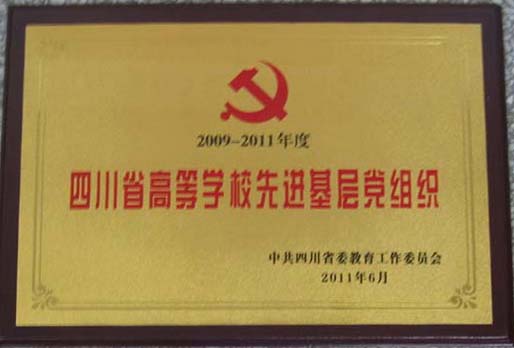 2009-2011年度
四川省高等学校先进基层党组织
中共四川省委教育工作委员会
2011年6月